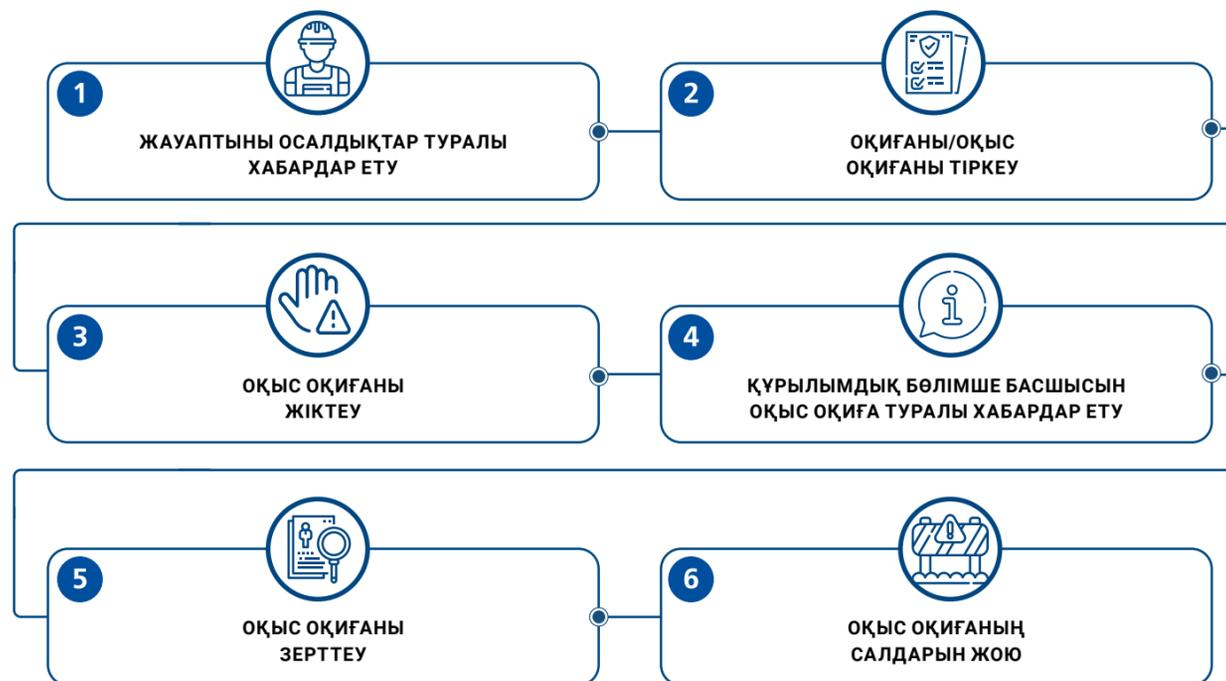 1
ЖАУАПТЫНЫ ОСАЛДЫҚТАР ТУРАЛЫ
ХАБАРДАР ЕТУ
2
ОҚИҒАНЫ/ОҚЫС
ОҚИҒАНЫ ТІРКЕУ
3
ОҚЫС ОҚИҒАНЫ
ЖІКТЕУ
4
ҚҰРЫЛЫМДЫҚ БӨЛІМШЕ БАСШЫСЫН
ОҚЫС ОҚИҒА ТУРАЛЫ ХАБАРДАР ЕТУ
5
ОҚЫС ОҚИҒАНЫ
ЗЕРТТЕУ
6
ОҚЫС ОҚИҒАНЫҢ
САЛДАРЫН ЖОЮ